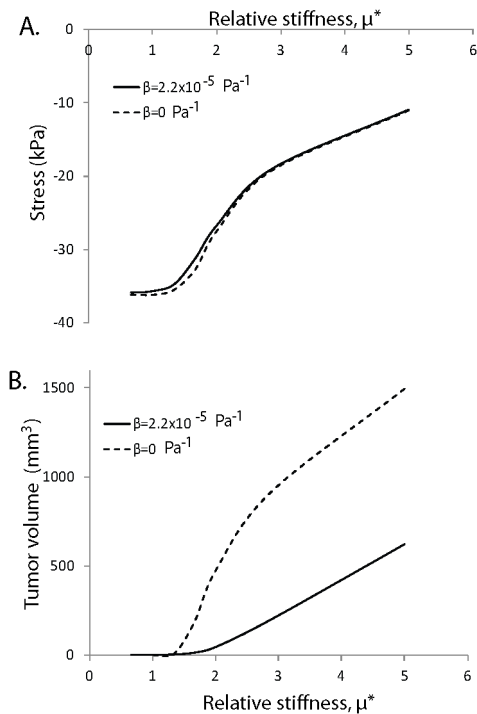 A.
Relative stiffness, μ*
0 1 2 3 4 5 6
0
-10
-20
-30
-40
Stress (kPa)
β=2.2x10⁻⁵ Pa⁻¹
β=0 Pa⁻¹
B.
1500
1000
500
0
Tumor volume (mm³)
β=2.2x10⁻⁵ Pa⁻¹
β=0 Pa⁻¹
0 1 2 3 4 5 6
Relative stiffness, μ*